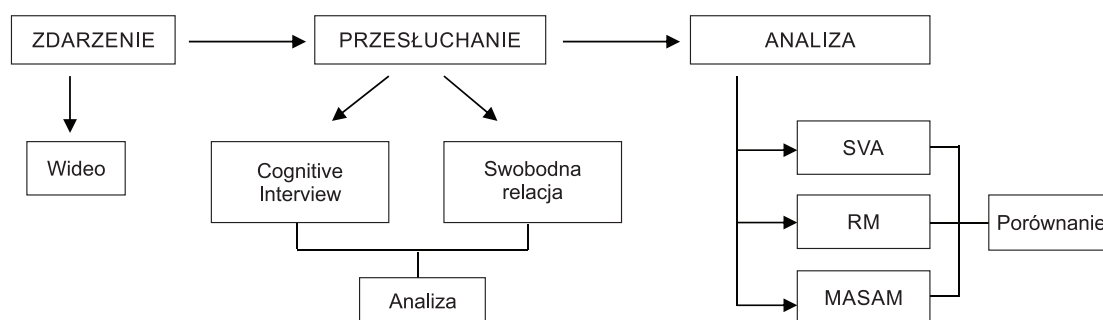 ZDARZENIE
PRZESŁUCHANIE
ANALIZA
Wideo
Cognitive
Interview
Swobodna
relacja
Analiza
SVA
RM
MASAM
Porównanie